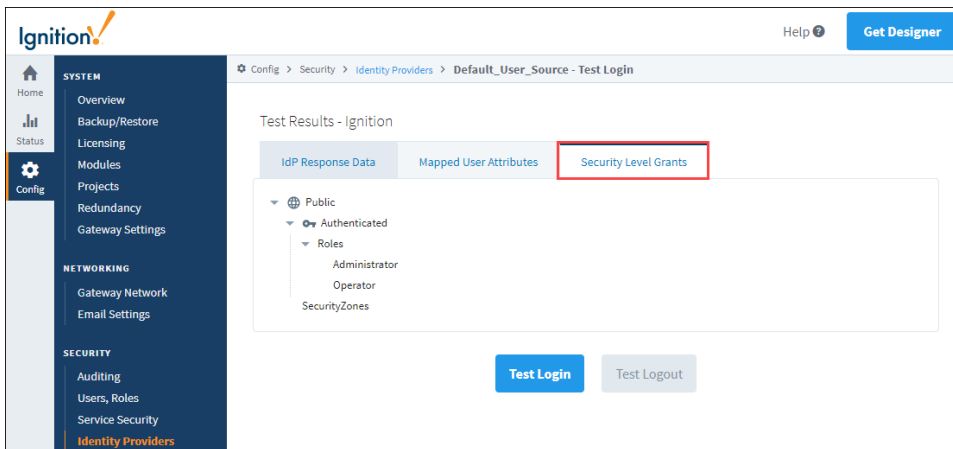 Ignition!
Help ?
Get Designer
Home
Status
Config
SYSTEM
Overview
Backup/Restore
Licensing
Modules
Projects
Redundancy
Gateway Settings
NETWORKING
Gateway Network
Email Settings
SECURITY
Auditing
Users, Roles
Service Security
Identity Providers
Config > Security > Identity Providers > Default_User_Source - Test Login
Test Results - Ignition
IdP Response Data
Mapped User Attributes
Security Level Grants
Public
Authenticated
Roles
Administrator
Operator
SecurityZones
Test Login
Test Logout